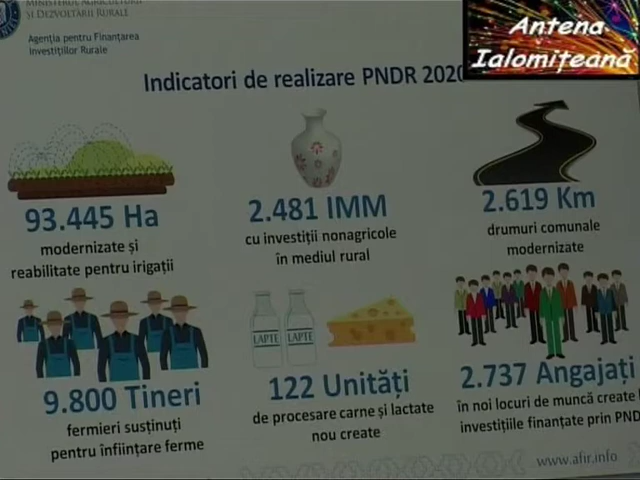 MINISTERUL AGRICULTURII
ȘI DEZVOLTĂRII RURALE
Agenția pentru Finanțarea
Investițiilor Rurale
Antena
Ialomițeană
Indicatori de realizare PNDR 2020
93.445 Ha
modernizate și
reabilitate pentru irigații
2.481 IMM
cu investiții nonagricole
în mediul rural
2.619 Km
drumuri comunale
modernizate
9.800 Tineri
fermieri susținuți
pentru înființare ferme
LAPTE LAPTE
122 Unități
de procesare carne și lactate
nou create
2.737 Angajați
în noi locuri de muncă create
investițiile finanțate prin PND
www.afir.info